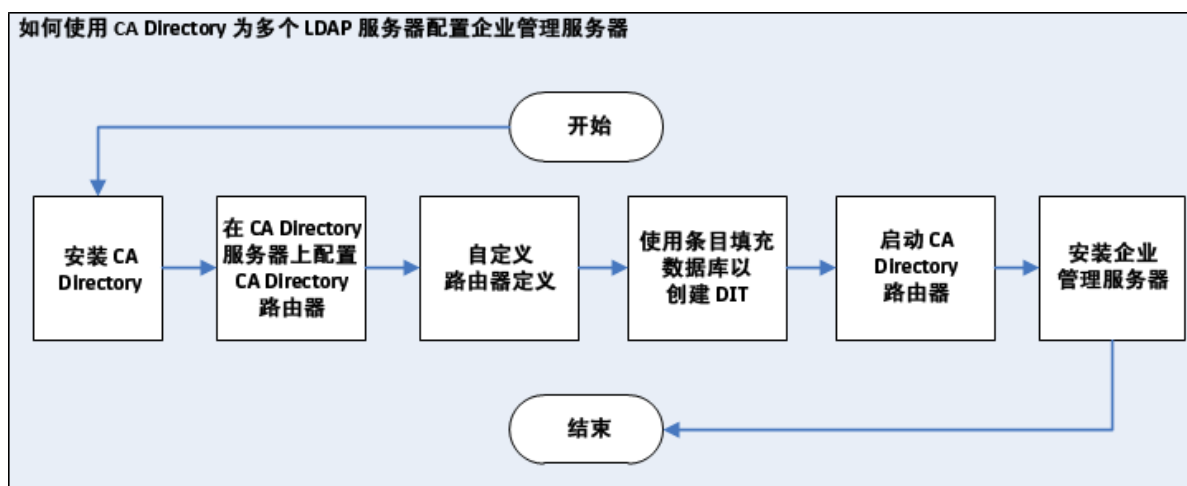 如何使用 CA Directory 为多个 LDAP 服务器配置企业管理服务器
开始
安装 CA
Directory
在 CA Directory
服务器上配置
CA Directory
路由器
自定义
路由器定义
使用条目填充
数据库以
创建 DIT
启动 CA
Directory
路由器
安装企业
管理服务器
结束